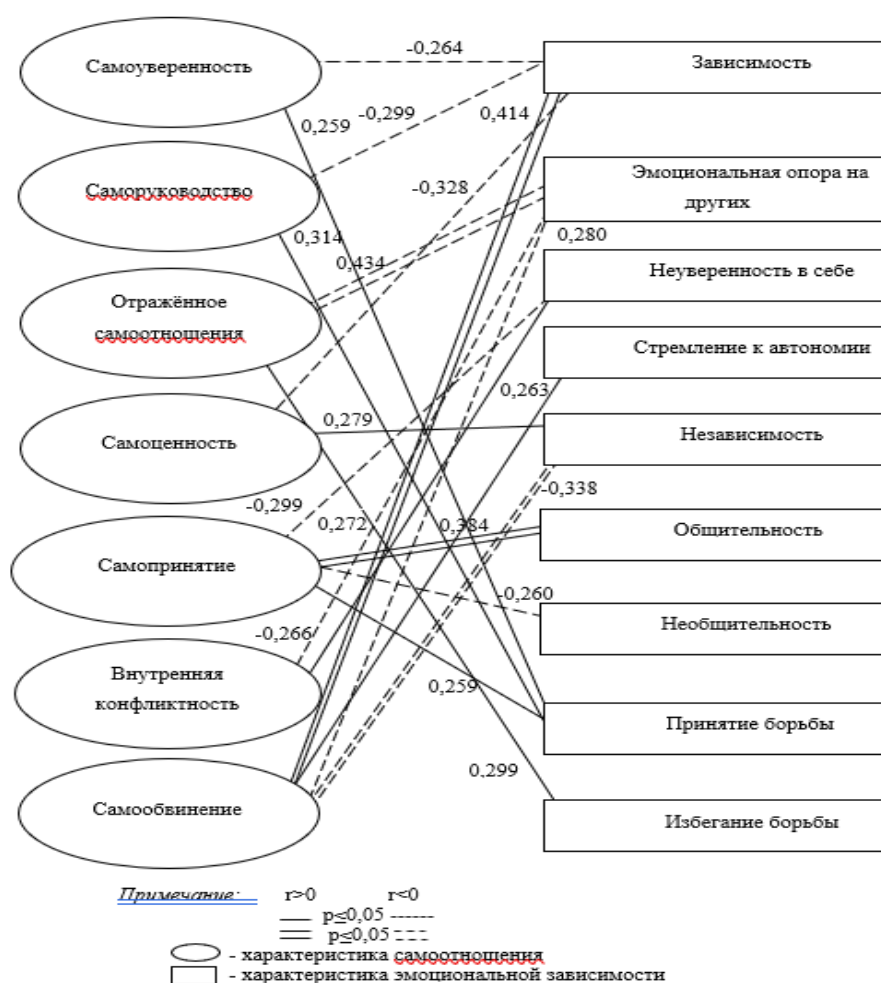 Самоуверенность
-0,264
Зависимость
0,259
-0,299
0,414
Саморуководство
-0,328
Эмоциональная опора на
других
0,314
0,434
0,280
Отражённое
самоотношения
Неуверенность в себе
Стремление к автономии
0,263
Самоценность
0,279
Независимость
-0,299
0,272
0,384
-0,338
Общительность
Самопринятие
-0,260
Необщительность
-0,266
Внутренняя
конфликтность
0,259
Принятие борьбы
0,299
Самообвинение
Избегание борьбы
Примечание: r>0 r<0
p≤0,05
p≤0,05
- характеристика самоотношения
- характеристика эмоциональной зависимости